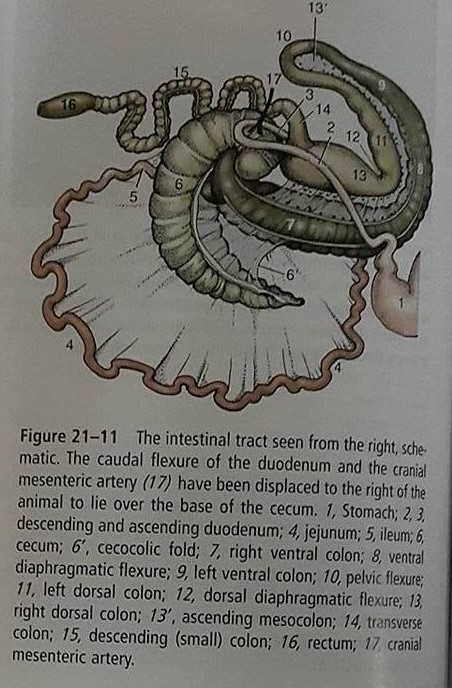 13'
10
9
17
15
3
16
14
2
12
11
8
13
6
5
7
6'
1
4
4
Figure 21–11 The intestinal tract seen from the right, sche-
matic. The caudal flexure of the duodenum and the cranial
mesenteric artery (17) have been displaced to the right of the
animal to lie over the base of the cecum. 1, Stomach; 2, 3,
descending and ascending duodenum; 4, jejunum; 5, ileum; 6,
cecum; 6’, cecocolic fold; 7, right ventral colon; 8, ventral
diaphragmatic flexure; 9, left ventral colon; 10, pelvic flexure;
11, left dorsal colon; 12, dorsal diaphragmatic flexure; 13,
right dorsal colon; 13’, ascending mesocolon; 14, transverse
colon; 15, descending (small) colon; 16, rectum; 17, cranial
mesenteric artery.